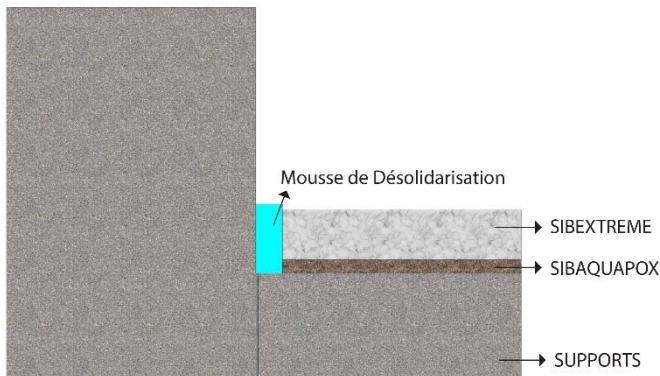 Mousse de Désolidarisation
SIBEXTREME
SIBAQUAPOX
SUPPORTS